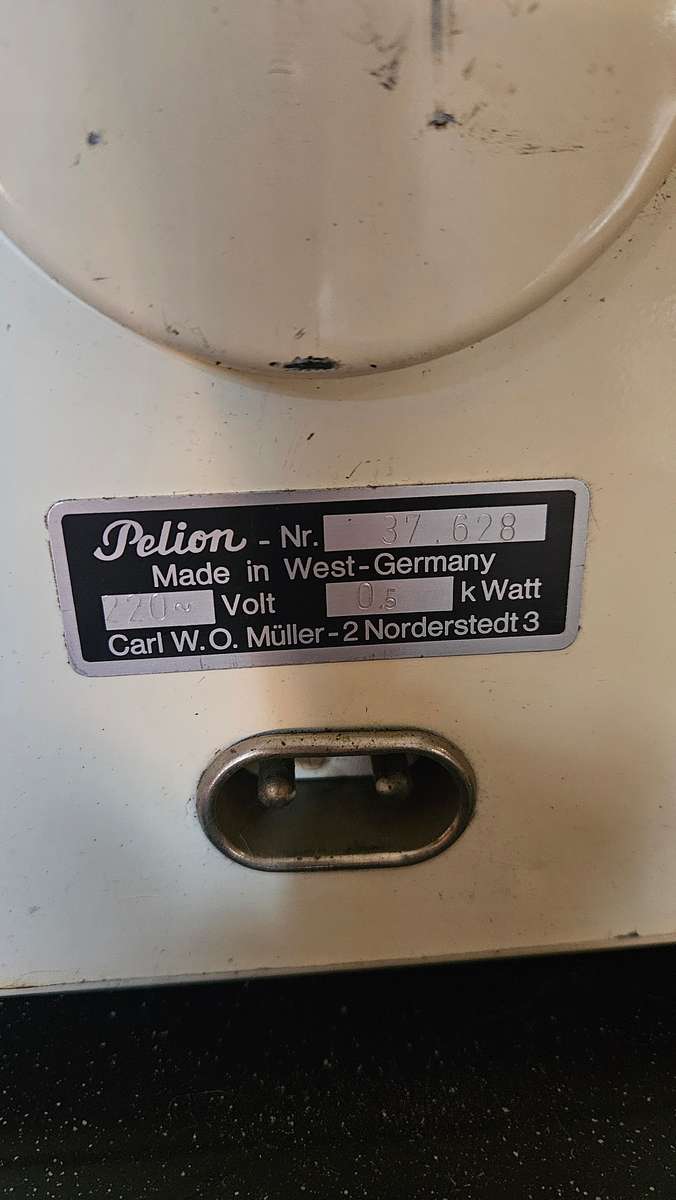 Pelion - Nr. 37.628
Made in West-Germany
220~ Volt 0,5 k Watt
Carl W.O. Müller-2 Norderstedt 3